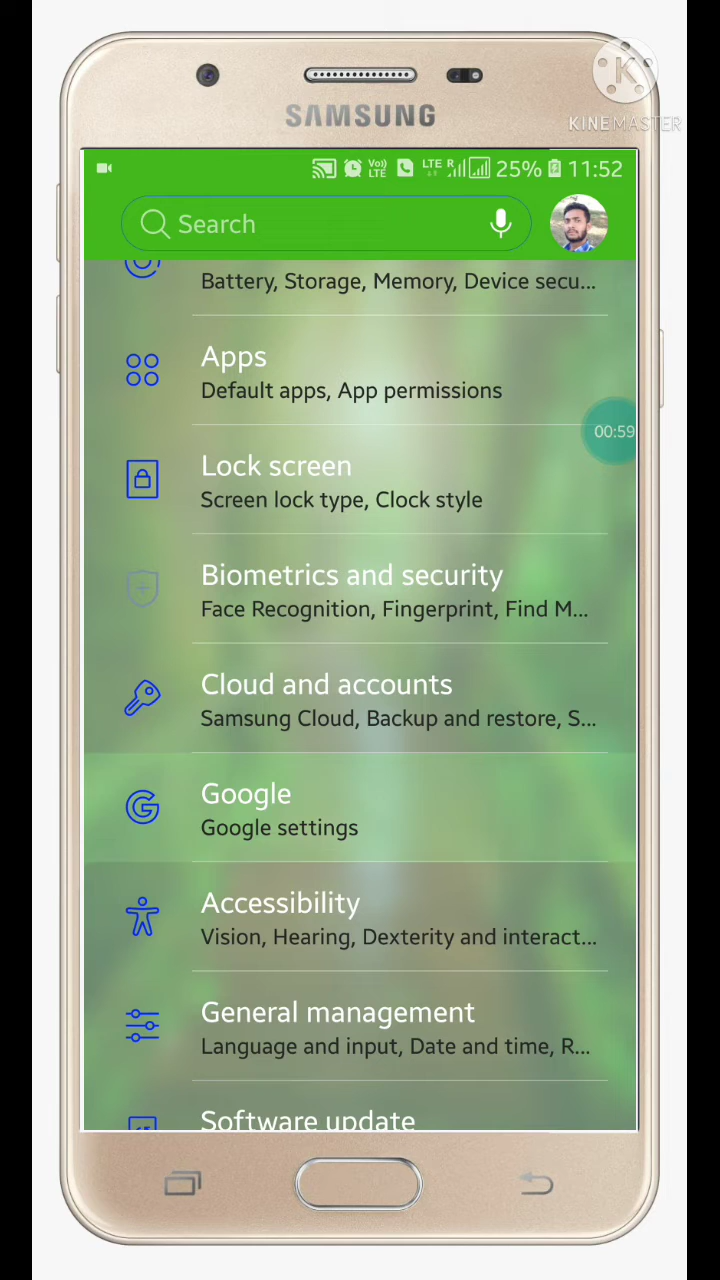 SAMSUNG
KINEMASTER
Vo)) LTE LTE R 25% 11:52
Search
Battery, Storage, Memory, Device secu...
Apps
Default apps, App permissions
00:59
Lock screen
Screen lock type, Clock style
Biometrics and security
Face Recognition, Fingerprint, Find M...
Cloud and accounts
Samsung Cloud, Backup and restore, S...
Google
Google settings
Accessibility
Vision, Hearing, Dexterity and interact...
General management
Language and input, Date and time, R...
Software update